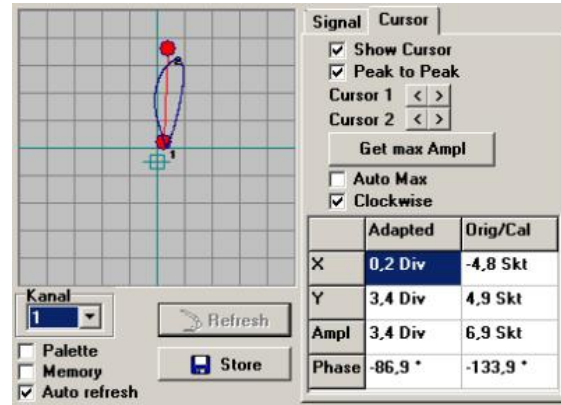 Signal Cursor
Show Cursor
Peak to Peak
Cursor 1 < >
Cursor 2 < >
Get max Ampl
Auto Max
Clockwise
Adapted Orig/Cal
X 0,2 Div -4,8 Skt
Y 3,4 Div 4,9 Skt
Ampl 3,4 Div 6,9 Skt
Phase -86,9 ° -133,9 °
2
1
Kanal
1
Refresh
Palette
Memory
Store
Auto refresh